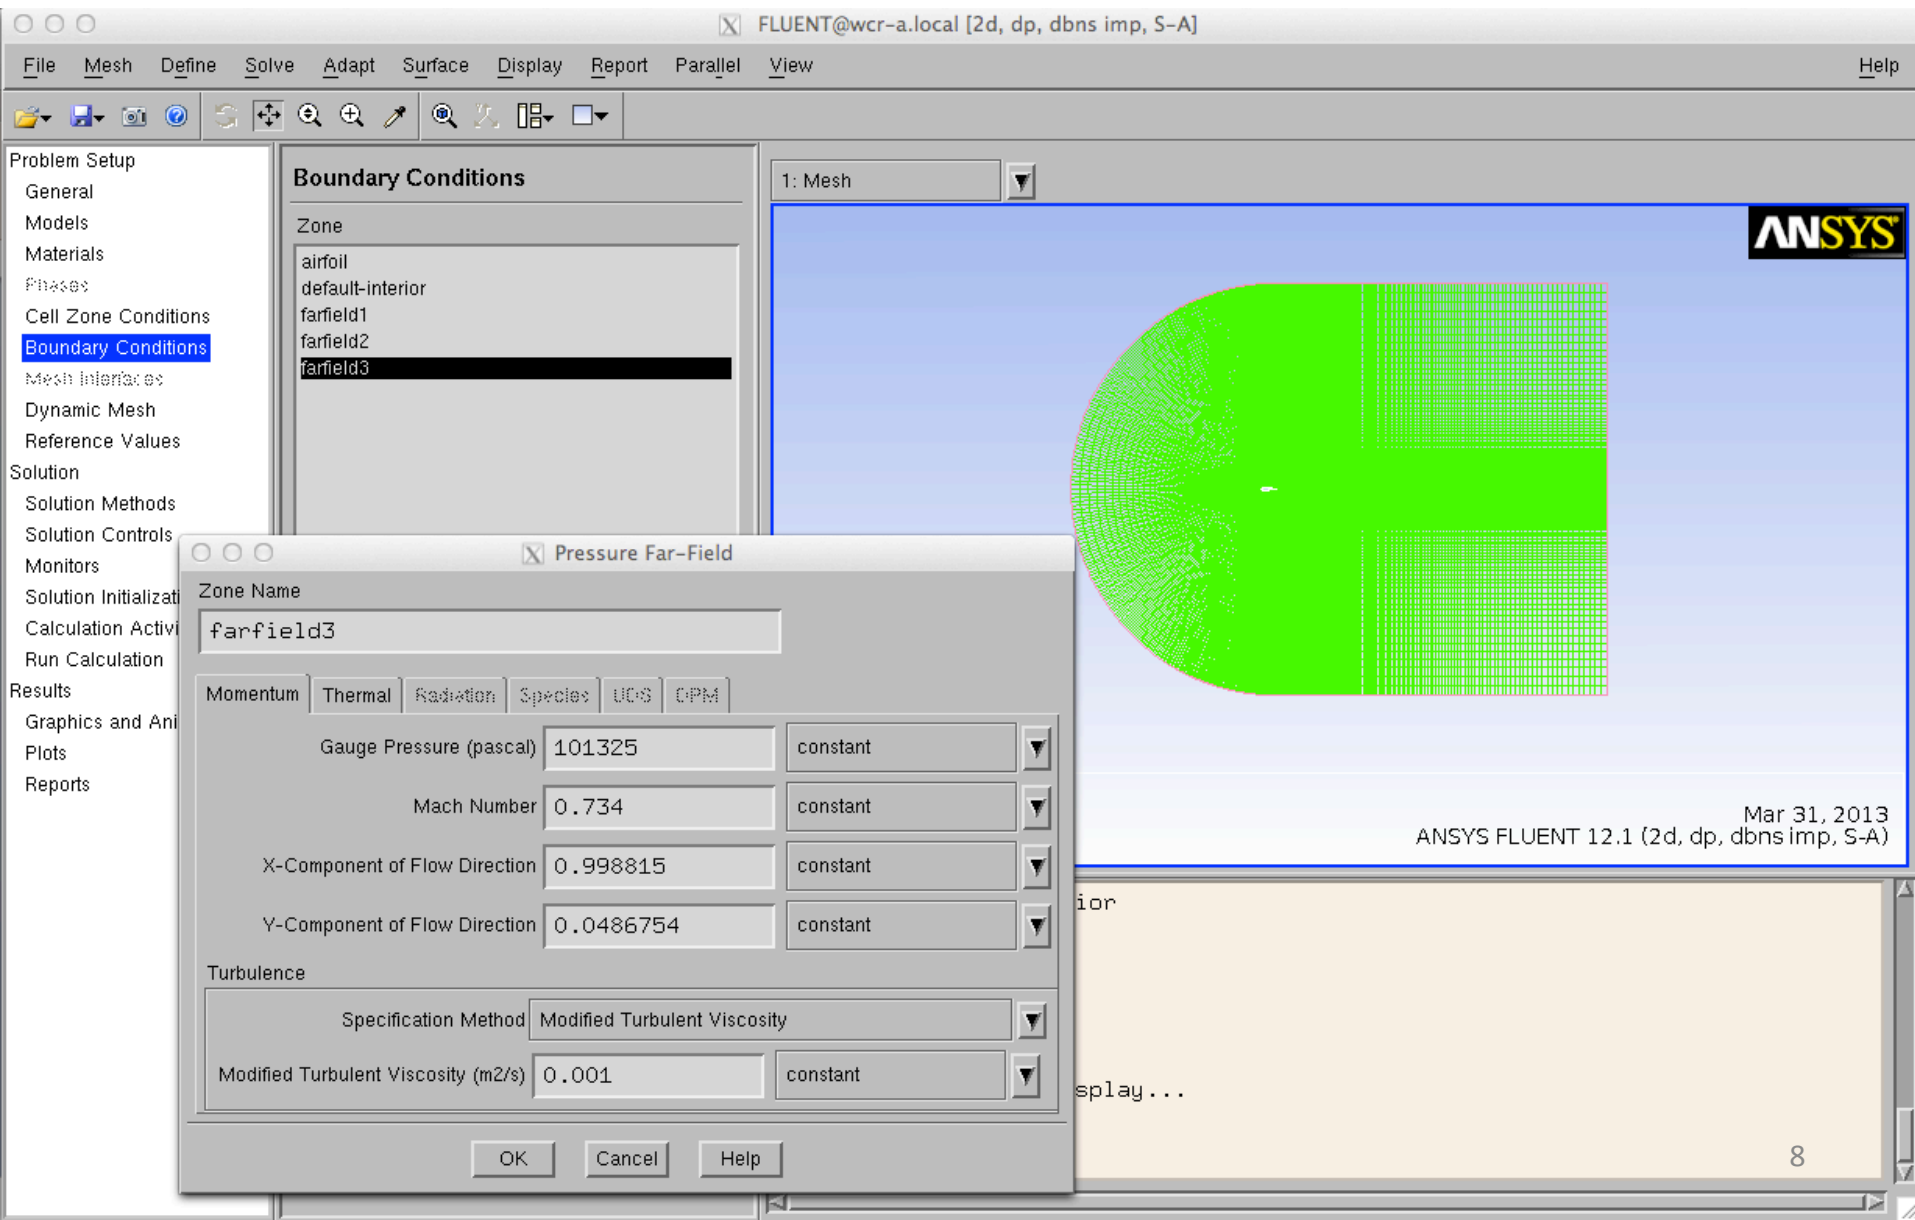 FLUENT@wcr-a.local [2d, dp, dbns imp, S-A]
File Mesh Define Solve Adapt Surface Display Report Parallel View Help
Problem Setup
General
Models
Materials
Phases
Cell Zone Conditions
Boundary Conditions
Mesh Interfaces
Dynamic Mesh
Reference Values
Solution
Solution Methods
Solution Controls
Monitors
Solution Initializati
Calculation Activi
Run Calculation
Results
Graphics and Ani
Plots
Reports
Boundary Conditions
Zone
airfoil
default-interior
farfield1
farfield2
farfield3
1: Mesh
ANSYS
Mar 31, 2013
ANSYS FLUENT 12.1 (2d, dp, dbns imp, S-A)
Pressure Far-Field
Zone Name
farfield3
Momentum Thermal Radiation Species UDS DPM
Gauge Pressure (pascal) 101325 constant
Mach Number 0.734 constant
X-Component of Flow Direction 0.998815 constant
Y-Component of Flow Direction 0.0486754 constant
Turbulence
Specification Method Modified Turbulent Viscosity
Modified Turbulent Viscosity (m2/s) 0.001 constant
OK Cancel Help
ior
splay...
8